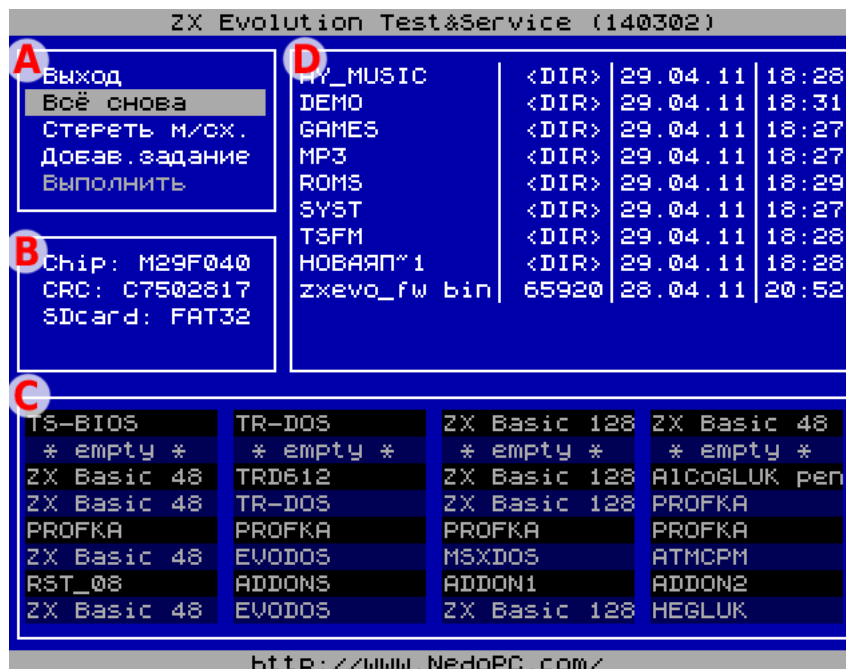 ZX Evolution Test&Service (140302)
A
Выход
Всё снова
Стереть м/сх.
Добав.задание
Выполнить
B
Chip: M29F040
CRC: C7502817
SDcard: FAT32
D
AY_MUSIC <DIR> 29.04.11 18:28
DEMO <DIR> 29.04.11 18:31
GAMES <DIR> 29.04.11 18:27
MP3 <DIR> 29.04.11 18:27
ROMS <DIR> 29.04.11 18:29
SYST <DIR> 29.04.11 18:27
TSFM <DIR> 29.04.11 18:28
НОВАЯП~1 <DIR> 29.04.11 18:28
zxevo_fw bin 65920 28.04.11 20:52
C
TS-BIOS TR-DOS ZX Basic 128 ZX Basic 48
* empty * * empty * * empty * * empty *
ZX Basic 48 TRD612 ZX Basic 128 AlCoGLUK pen
ZX Basic 48 TR-DOS ZX Basic 128 PROFKA
PROFKA PROFKA PROFKA PROFKA
ZX Basic 48 EVODOS MSXDOS ATMCPM
RST_08 ADDONS ADDON1 ADDON2
ZX Basic 48 EVODOS ZX Basic 128 HEGLUK
http://www.NedoPC.com/